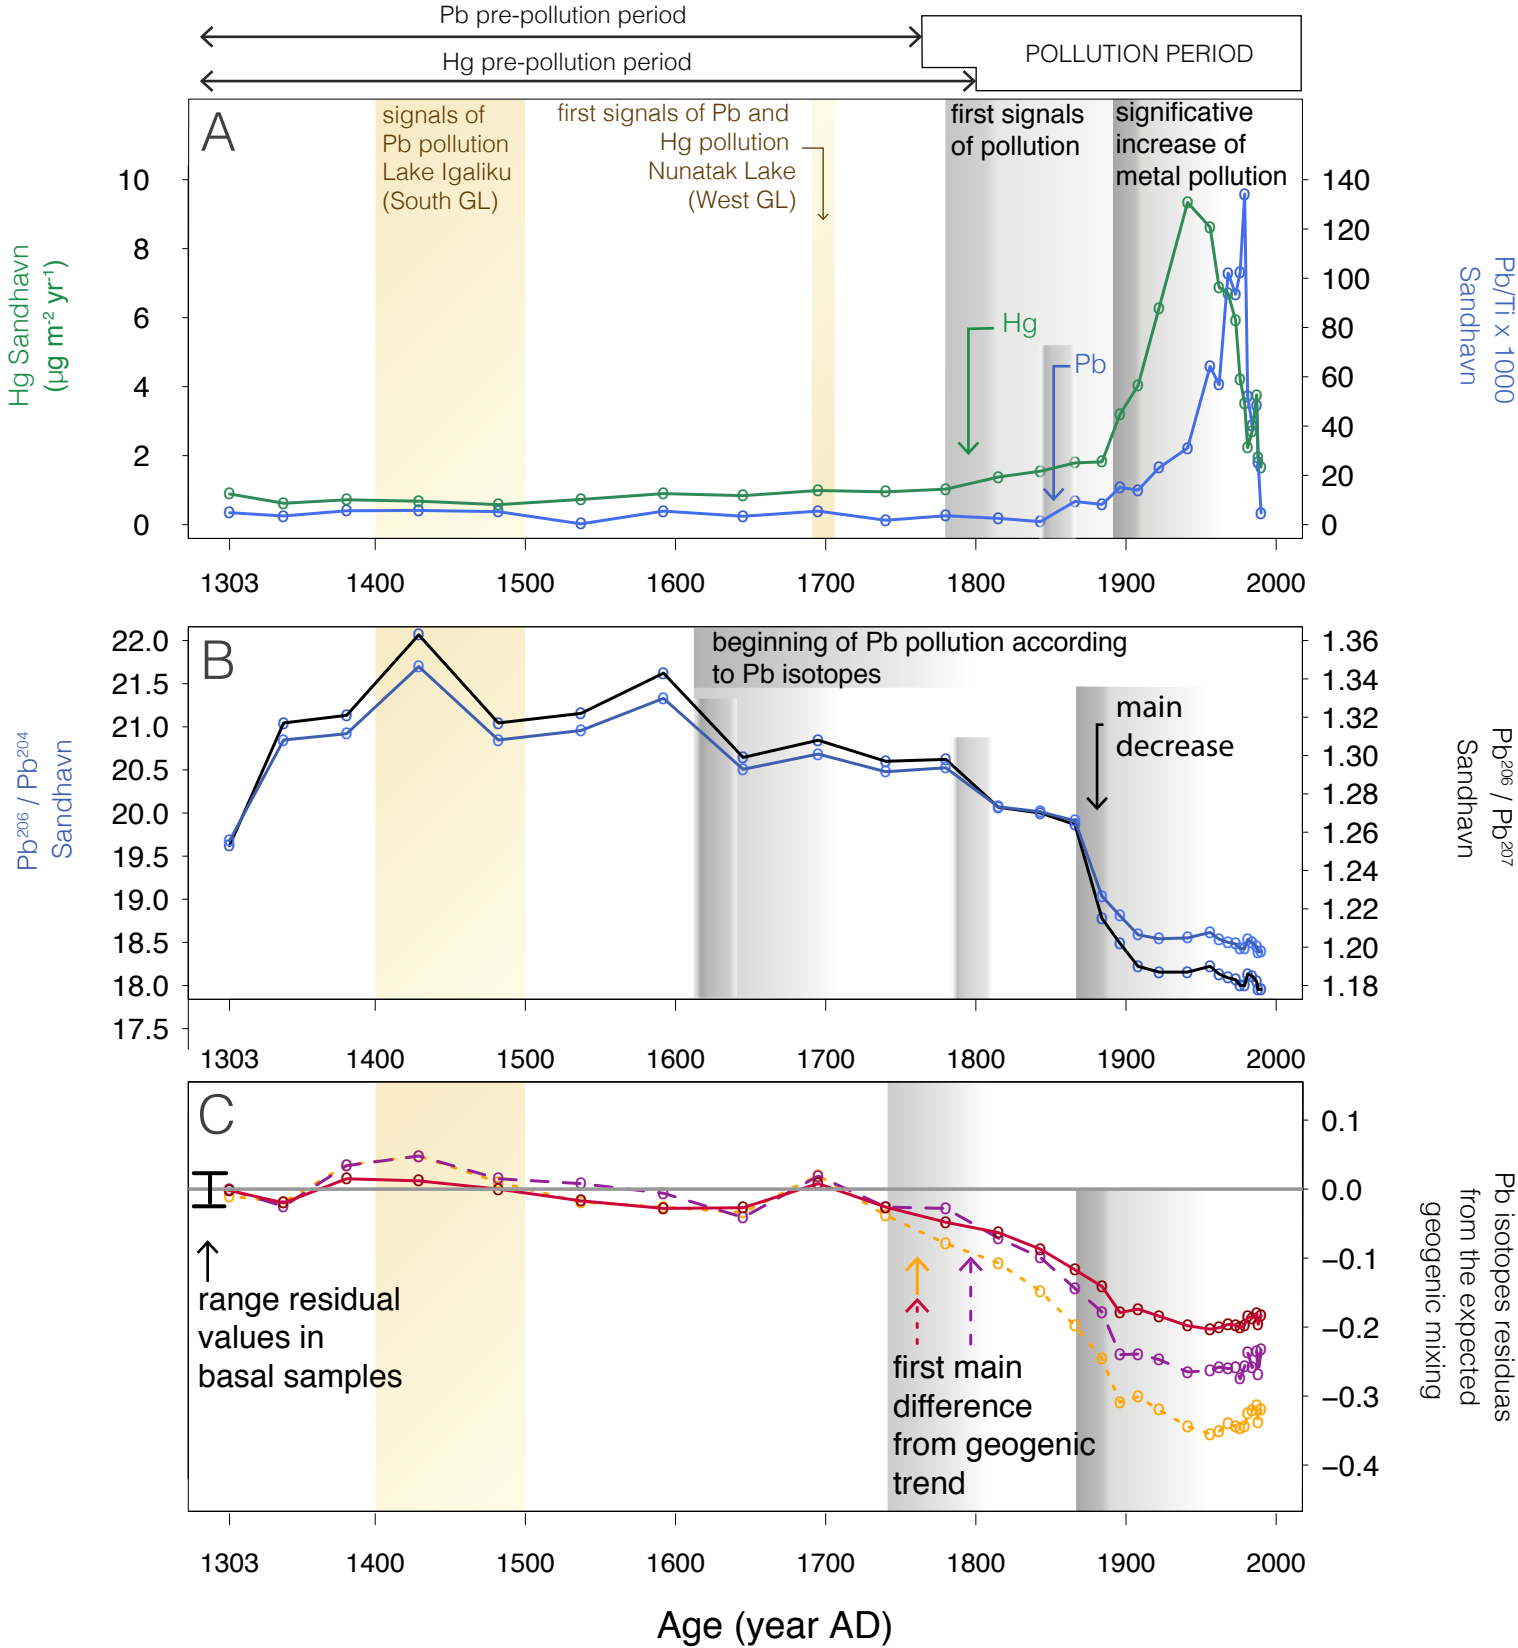 Pb pre-pollution period
Hg pre-pollution period
POLLUTION PERIOD
A
signals of
Pb pollution
Lake Igaliku
(South GL)
first signals of Pb and
Hg pollution
Nunatak Lake
(West GL)
first signals
of pollution
significative
increase of
metal pollution
Hg
Pb
10
8
6
4
2
0
Hg Sandhavn
(µg m⁻² yr⁻¹)
140
120
100
80
60
40
20
0
Pb/Ti x 1000
Sandhavn
1303 1400 1500 1600 1700 1800 1900 2000
B
beginning of Pb pollution according
to Pb isotopes
main
decrease
22.0
21.5
21.0
20.5
20.0
19.5
19.0
18.5
18.0
17.5
Pb²⁰⁶ / Pb²⁰⁴
Sandhavn
1.36
1.34
1.32
1.30
1.28
1.26
1.24
1.22
1.20
1.18
Pb²⁰⁶ / Pb²⁰⁷
Sandhavn
1303 1400 1500 1600 1700 1800 1900 2000
C
range residual
values in
basal samples
first main
difference
from geogenic
trend
0.1
0.0
−0.1
−0.2
−0.3
−0.4
Pb isotopes residuas
from the expected
geogenic mixing
1303 1400 1500 1600 1700 1800 1900 2000
Age (year AD)